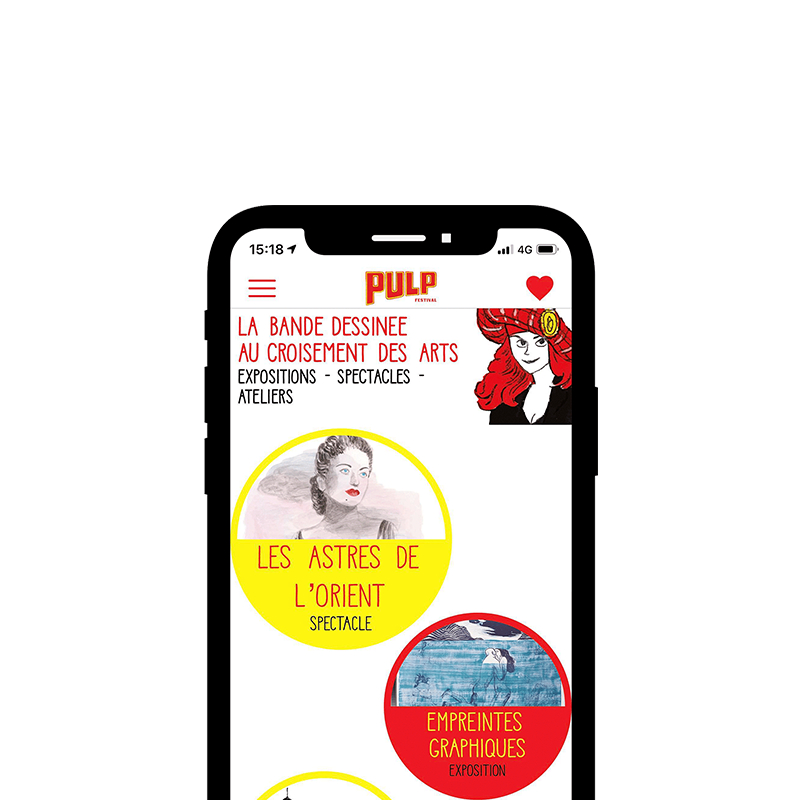 15:18
4G
PULP
FESTIVAL
LA BANDE DESSINEE
AU CROISEMENT DES ARTS
EXPOSITIONS - SPECTACLES -
ATELIERS
LES ASTRES DE
L'ORIENT
SPECTACLE
EMPREINTES
GRAPHIQUES
EXPOSITION